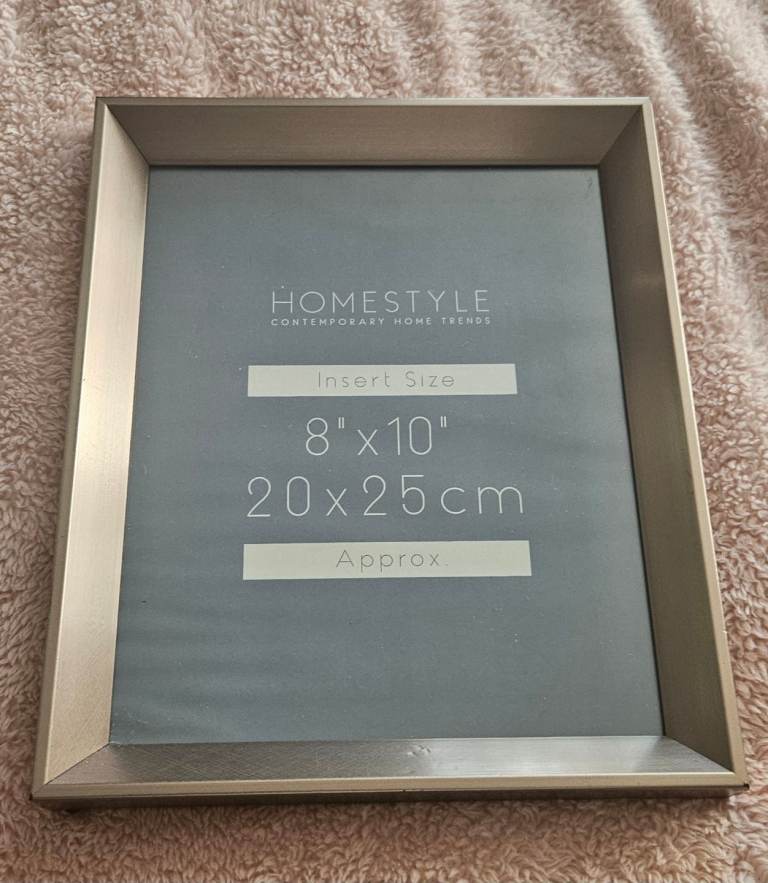 HOMESTYLE
CONTEMPORARY HOME TRENDS
Insert Size
8"x10"
20x25cm
Approx.